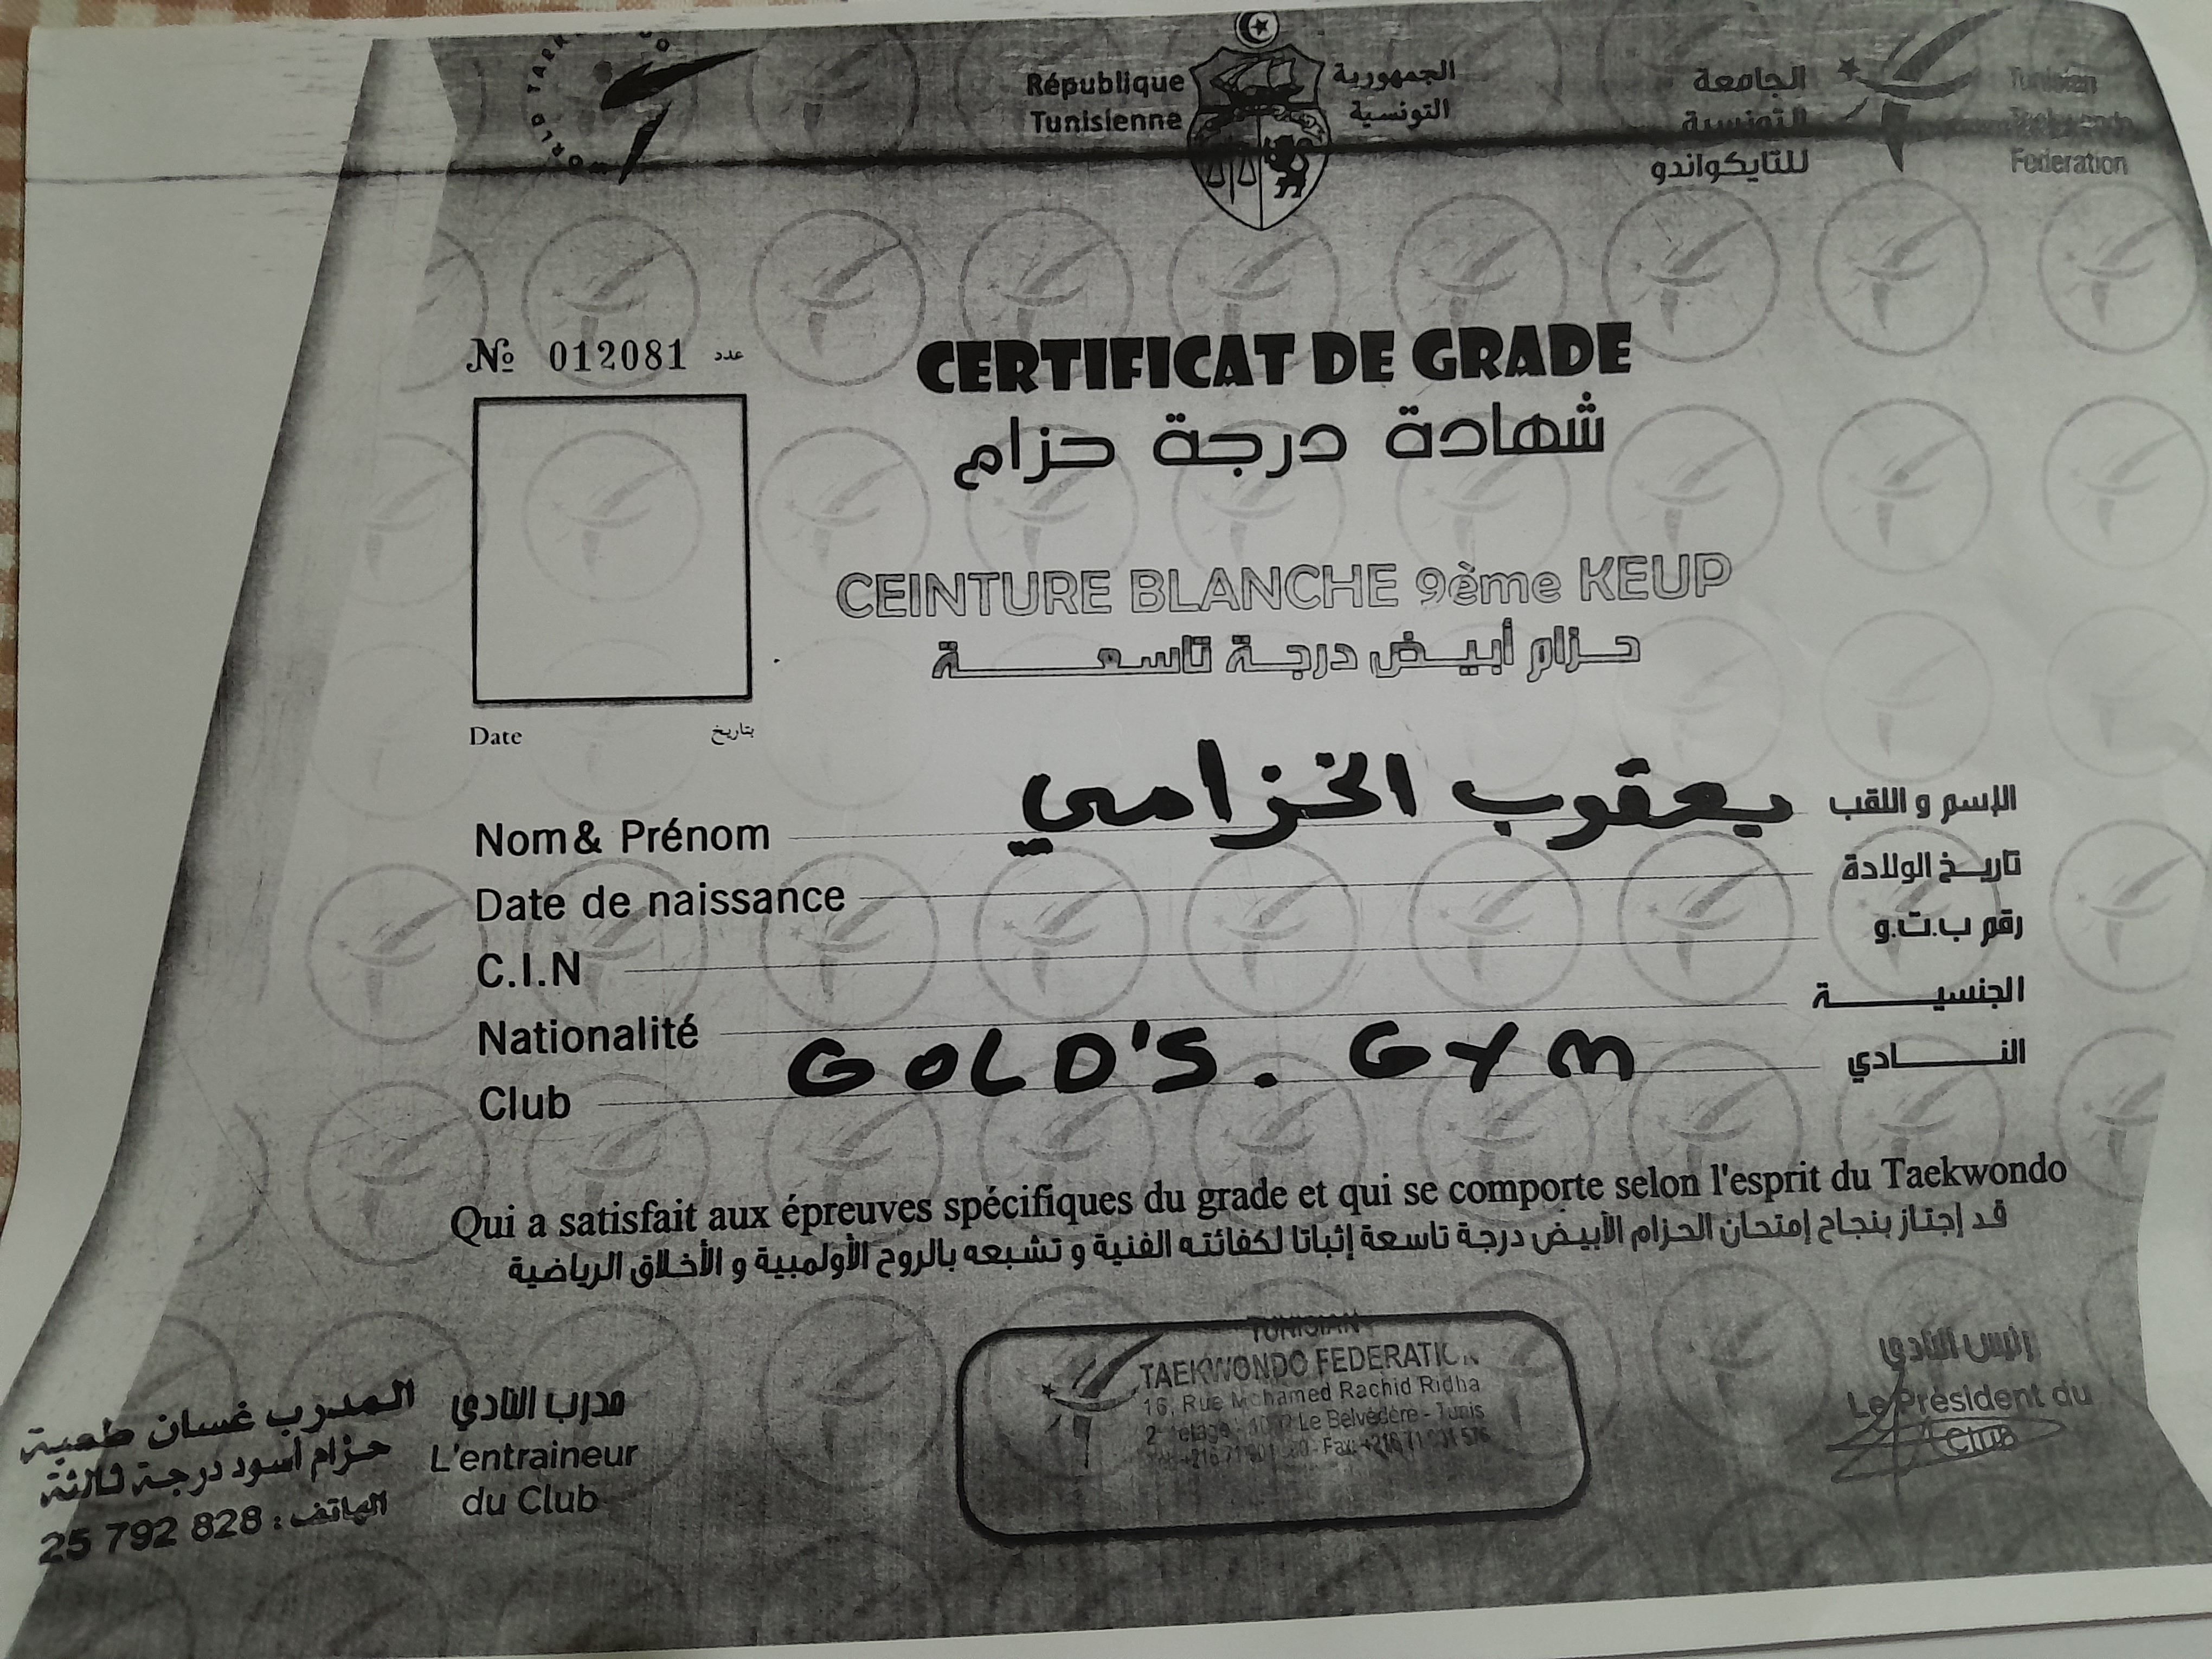 République
Tunisienne
الجمهورية
التونسية
الجامعة
التونسية
للتايكواندو
Tunisian
Taekwondo
Federation
№ 012081 عدد
CERTIFICAT DE GRADE
شهادة درجة حزام
CEINTURE BLANCHE 9ème KEUP
حزام أبيض درجة تاسعة
Date بتاريخ
Nom& Prénom يعقوب الخزامي الإسم و اللقب
Date de naissance تاريخ الولادة
C.I.N رقم ب.ت.و
Nationalité الجنسية
Club GOLD'S. GYM النادي
Qui a satisfait aux épreuves spécifiques du grade et qui se comporte selon l'esprit du Taekwondo
قد إجتاز بنجاح إمتحان الحزام الأبيض درجة تاسعة إثباتا لكفائته الفنية و تشبعه بالروح الأولمبية و الأخلاق الرياضية
المدرب غسان طعمية
حزام أسود درجة ثالثة
الهاتف : 25 792 828
مدرب النادي
L'entraineur
du Club
TUNISIAN
TAEKWONDO FEDERATION
16, Rue Mohamed Rachid Ridha
Le Belvédère - Tunis
رئيس النادي
Le Président du
Club